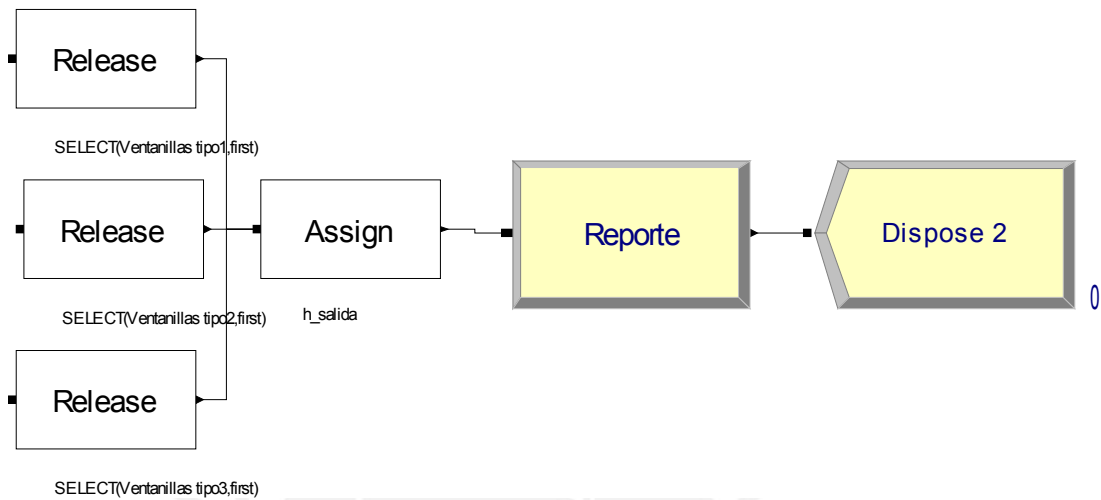 Release
SELECT(Ventanillas tipo1,first)
Release
SELECT(Ventanillas tipo2,first)
Release
SELECT(Ventanillas tipo3,first)
Assign
h_salida
Reporte
Dispose 2
0